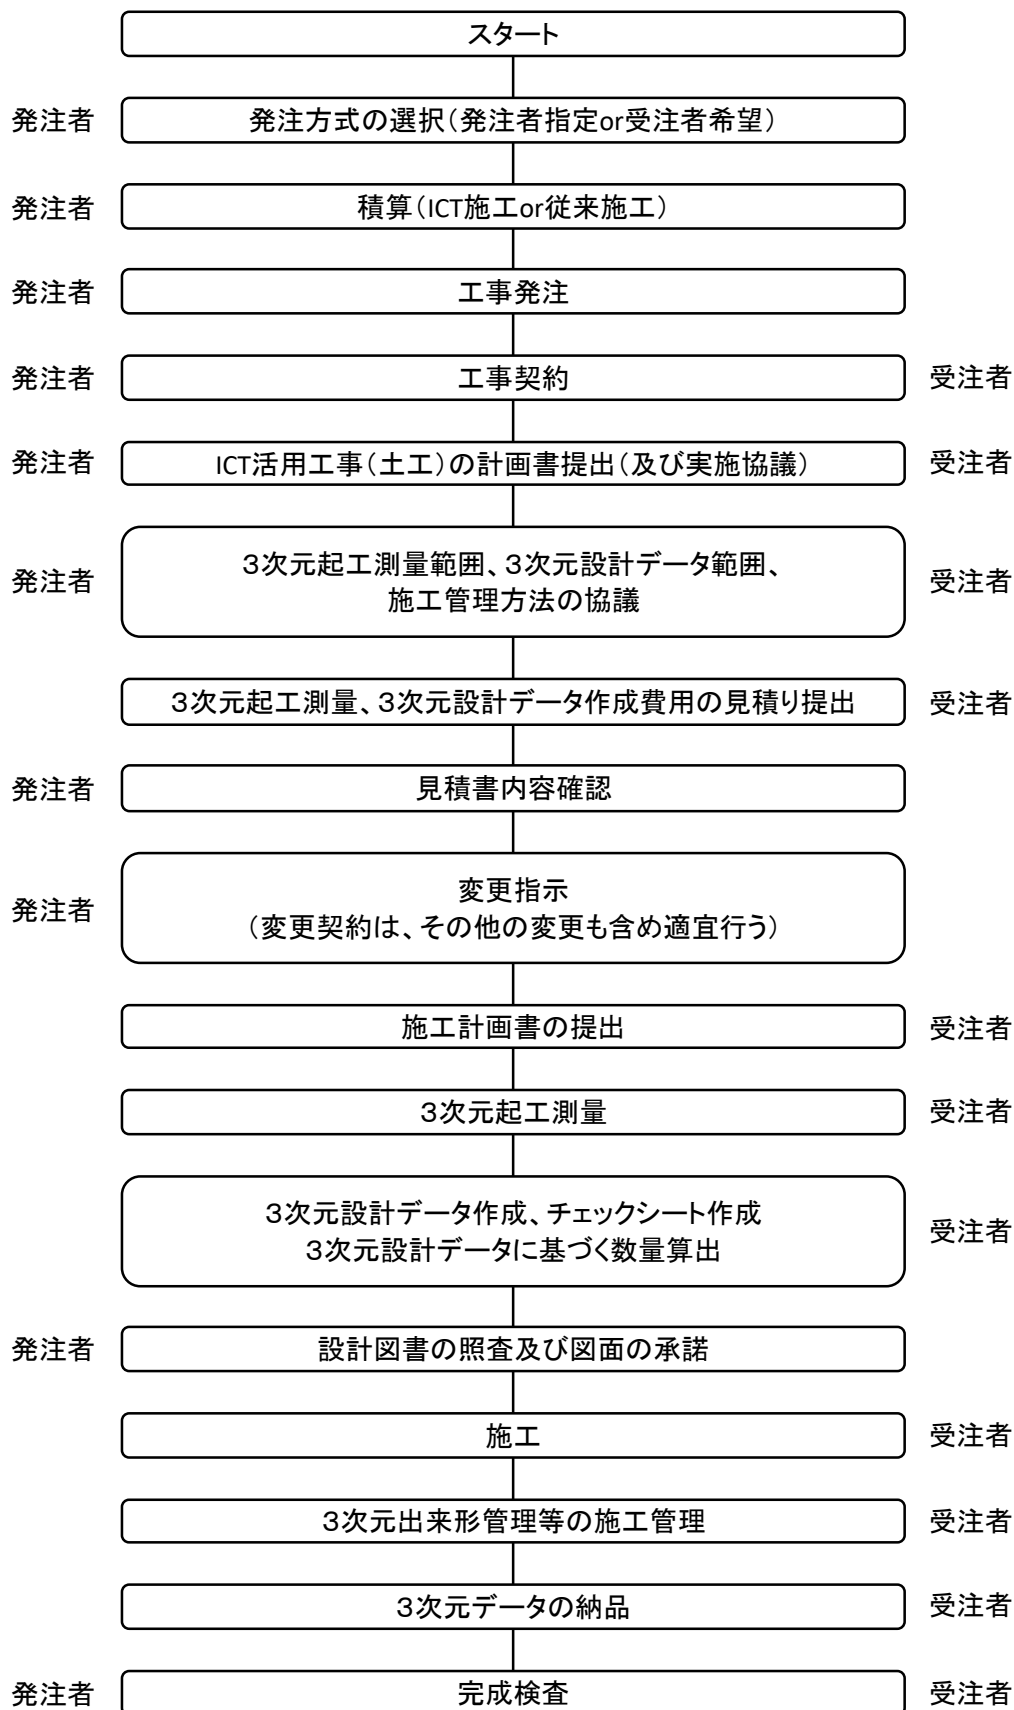 スタート
発注者 発注方式の選択（発注者指定or受注者希望）
発注者 積算（ICT施工or従来施工）
発注者 工事発注
発注者 工事契約 受注者
発注者 ICT活用工事（土工）の計画書提出（及び実施協議） 受注者
３次元起工測量範囲、３次元設計データ範囲、
発注者 施工管理方法の協議 受注者
３次元起工測量、３次元設計データ作成費用の見積り提出 受注者
発注者 見積書内容確認
変更指示
発注者 （変更契約は、その他の変更も含め適宜行う）
施工計画書の提出 受注者
３次元起工測量 受注者
３次元設計データ作成、チェックシート作成
３次元設計データに基づく数量算出 受注者
発注者 設計図書の照査及び図面の承諾
施工 受注者
３次元出来形管理等の施工管理 受注者
３次元データの納品 受注者
発注者 完成検査 受注者